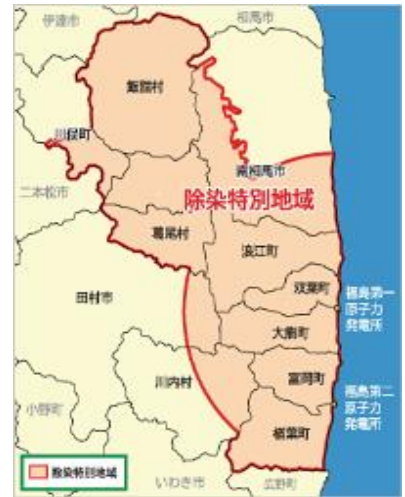 伊達市
相馬市
飯舘村
川俣町
南相馬市
二本松市
除染特別地域
葛尾村
浪江町
田村市
双葉町
福島第一
原子力
発電所
大熊町
川内村
富岡町
福島第二
原子力
発電所
小野町
楢葉町
除染特別地域
いわき市
広野町